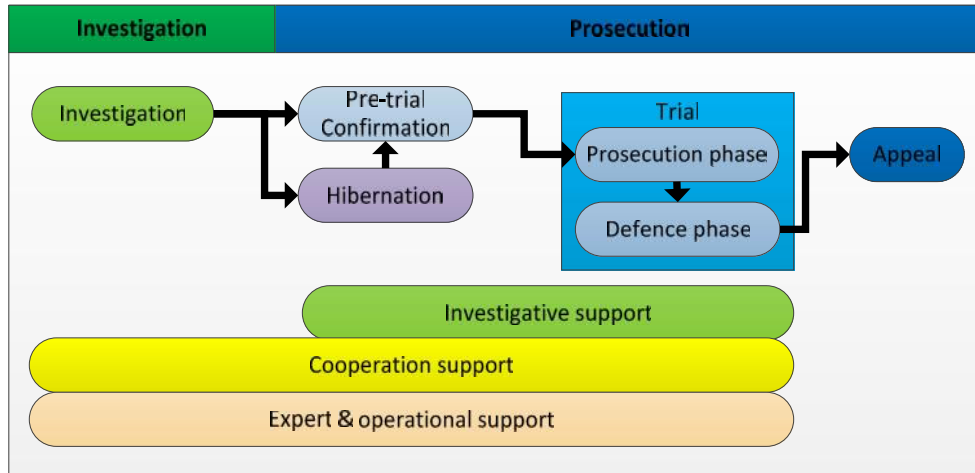 Investigation
Prosecution
Investigation
Pre-trial
Confirmation
Hibernation
Trial
Prosecution phase
Defence phase
Appeal
Investigative support
Cooperation support
Expert & operational support